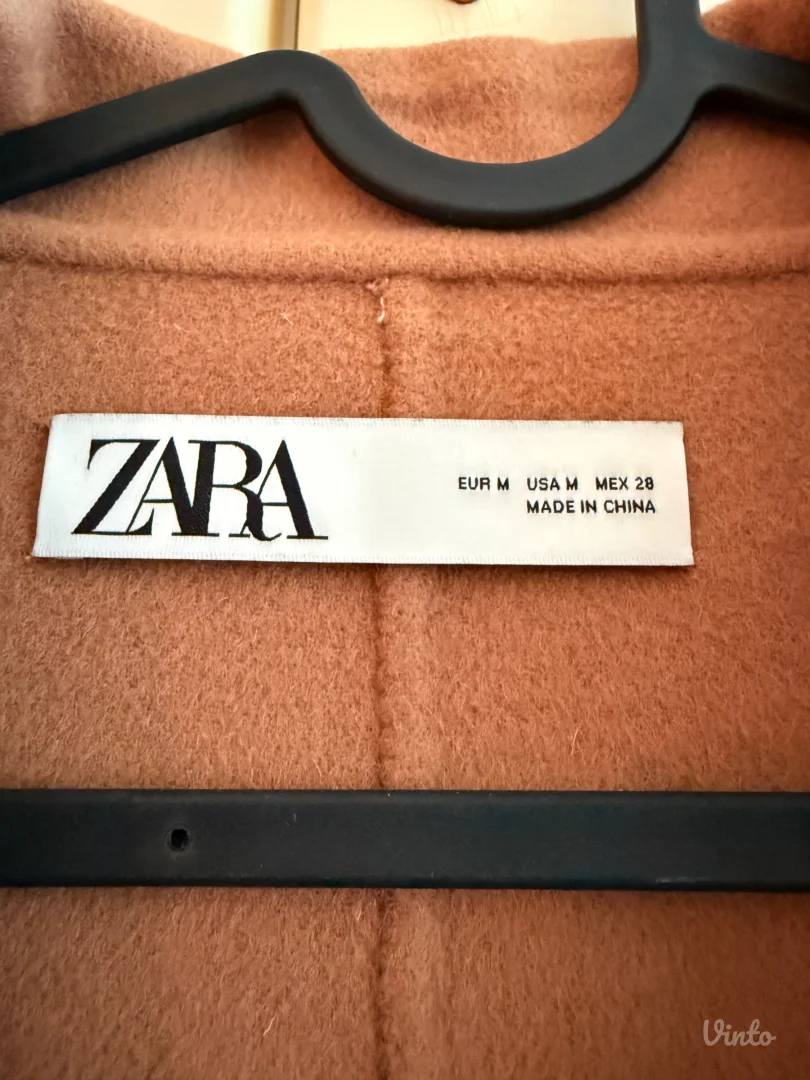 ZARA
EUR M USA M MEX 28
MADE IN CHINA
Vinto